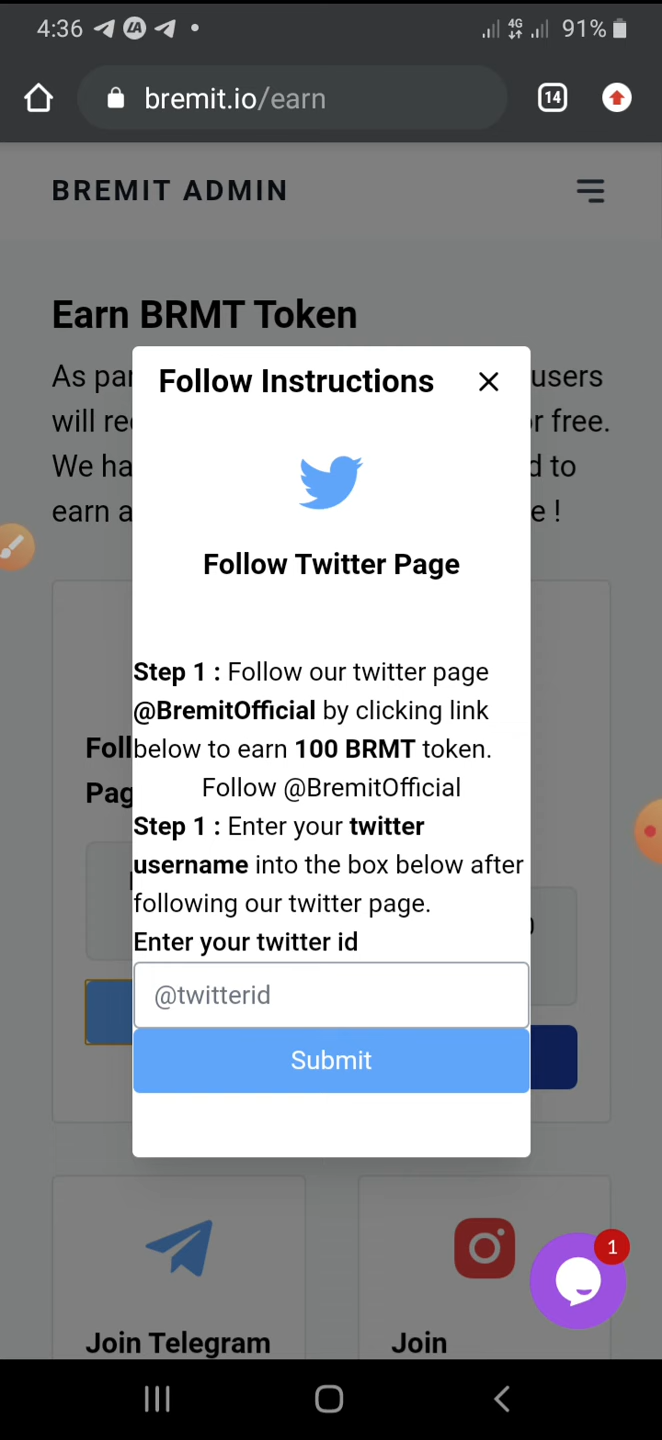 4:36
4G
91%
bremit.io/earn
14
BREMIT ADMIN
Earn BRMT Token
As par
users
will re
r free.
We ha
d to
earn a
e !
Follow Instructions
Follow Twitter Page
Step 1 : Follow our twitter page
@BremitOfficial by clicking link
below to earn 100 BRMT token.
Follow @BremitOfficial
Step 1 : Enter your twitter
username into the box below after
following our twitter page.
Enter your twitter id
@twitterid
Submit
Foll
Pag
1
Join Telegram
Join